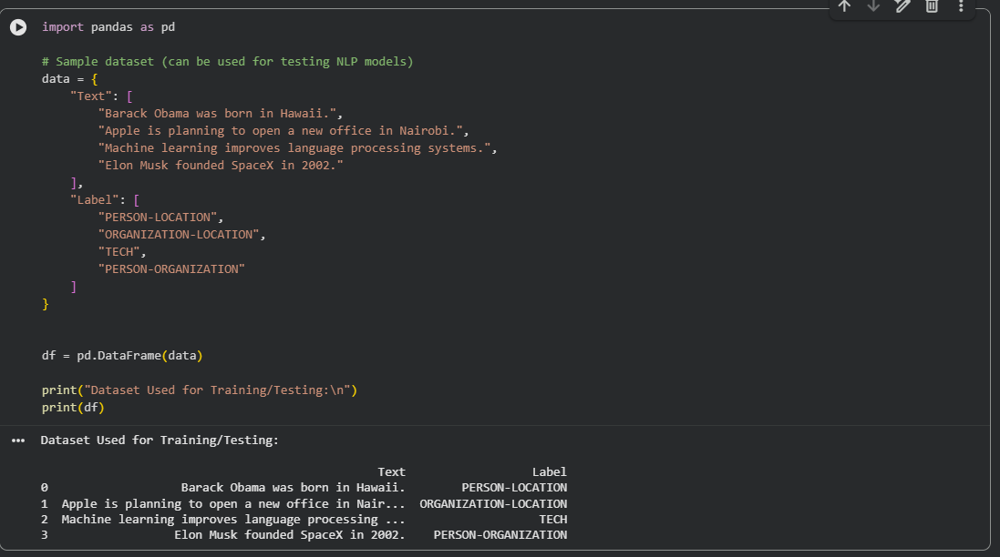 import pandas as pd
# Sample dataset (can be used for testing NLP models)
data = {
    "Text": [
        "Barack Obama was born in Hawaii.",
        "Apple is planning to open a new office in Nairobi.",
        "Machine learning improves language processing systems.",
        "Elon Musk founded SpaceX in 2002."
    ],
    "Label": [
        "PERSON-LOCATION",
        "ORGANIZATION-LOCATION",
        "TECH",
        "PERSON-ORGANIZATION"
    ]
}
df = pd.DataFrame(data)
print("Dataset Used for Training/Testing:\n")
print(df)
Dataset Used for Training/Testing:
                                                Text                  Label
0                   Barack Obama was born in Hawaii.        PERSON-LOCATION
1  Apple is planning to open a new office in Nair...  ORGANIZATION-LOCATION
2  Machine learning improves language processing ...                   TECH
3                  Elon Musk founded SpaceX in 2002.    PERSON-ORGANIZATION